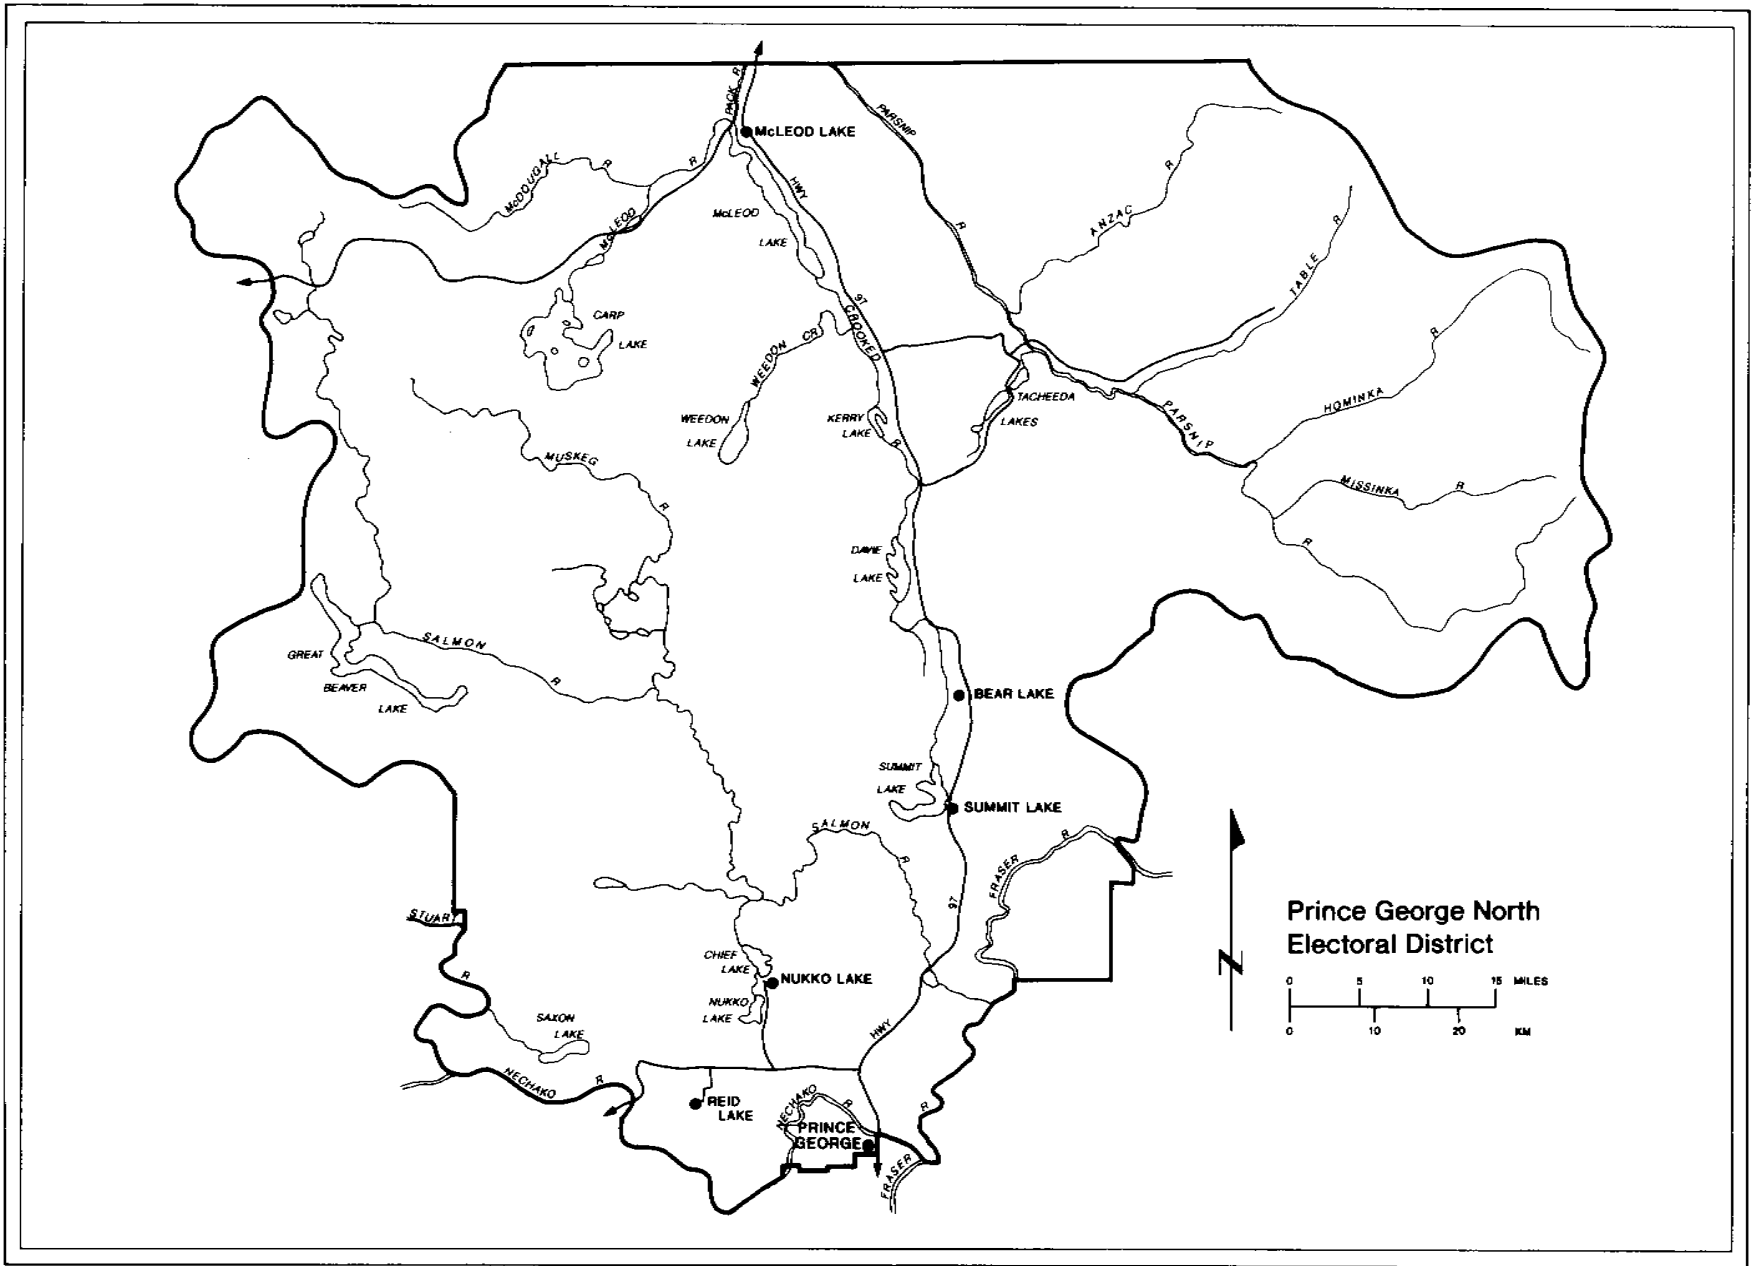 PACK R
McLEOD LAKE
PARSNIP
R
McDOUGALL R
R
McLEOD
HWY
McLEOD
LAKE
ANZAC
R
TABLE
R
97
CROOKED
R
CARP
LAKE
WEEDON CR
WEEDON
LAKE
KERRY
LAKE
TACHEEDA
LAKES
PARSNIP
R
HOMINKA
R
MISSINKA R
MUSKEG
R
DAVIE
LAKE
SALMON
R
GREAT
BEAVER
LAKE
BEAR LAKE
SUMMIT
LAKE
SUMMIT LAKE
SALMON
R
FRASER
R
97
STUART
R
CHIEF
LAKE
NUKKO LAKE
NUKKO
LAKE
SAXON
LAKE
HWY
NECHAKO R
REID
LAKE
NECHAKO
R
PRINCE
GEORGE
R
FRASER
N
Prince George North
Electoral District
0 5 10 15 MILES
0 10 20 KM